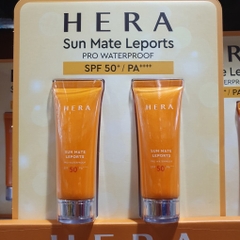 HERA
Sun Mate Leports
PRO WATERPROOF
SPF 50+/ PA++++
HERA
SUN MATE
LEPORTS
50+
HERA
SUN MATE
LEPORTS
50+
HERA